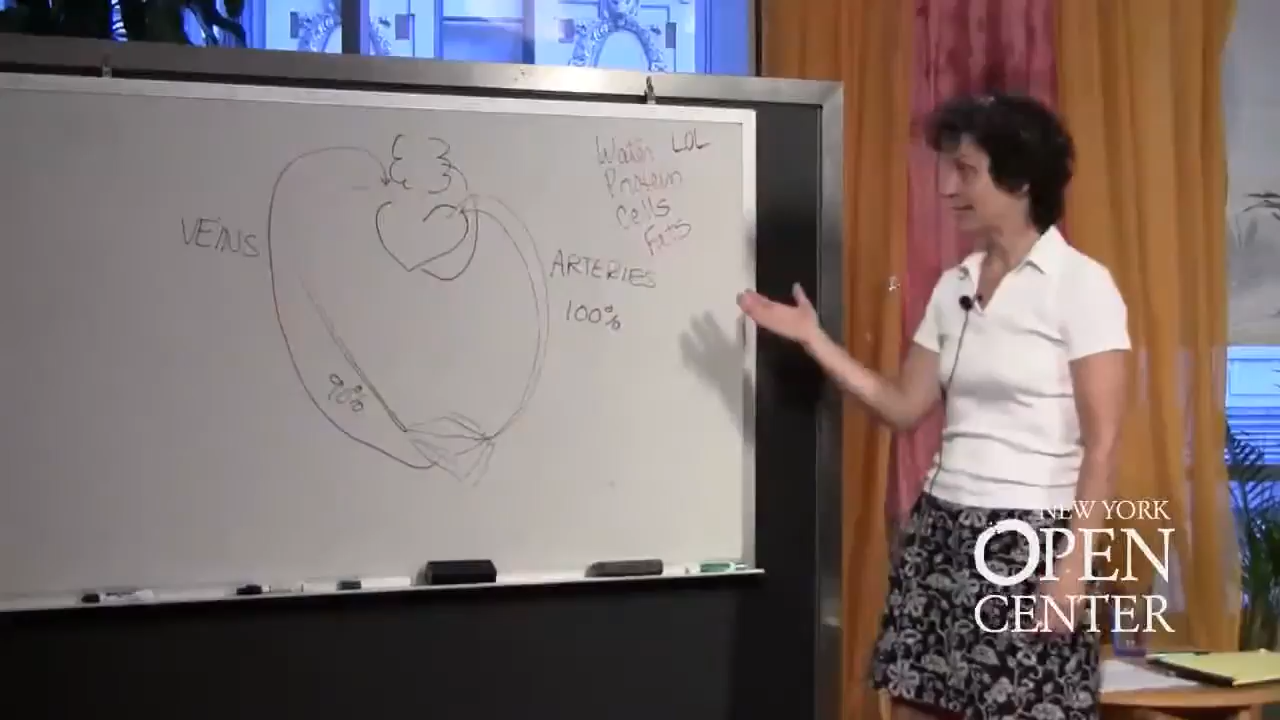 Water LOL
Protein
Cells
Fats
VEINS
ARTERIES
100%
90%
NEW YORK
OPEN
CENTER